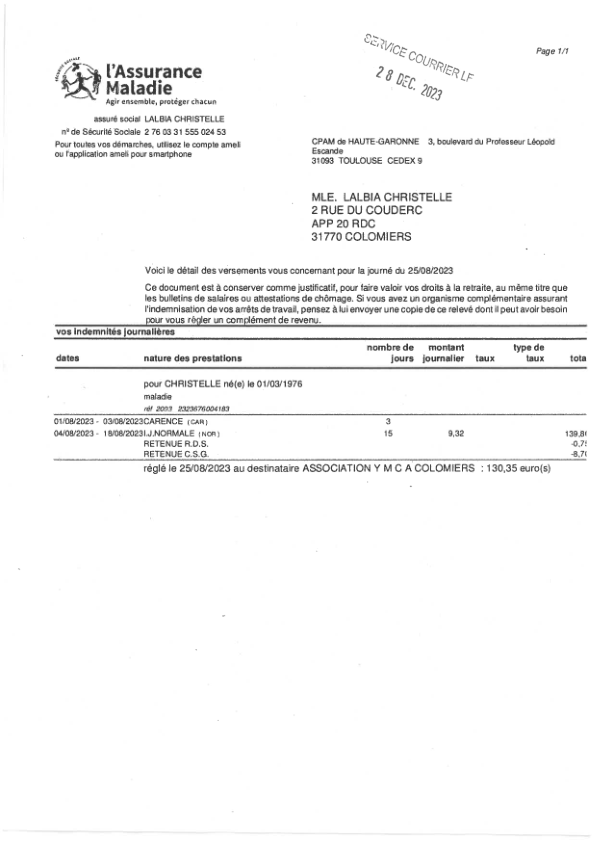 SERVICE COURRIER LF
28 DEC. 2023
Page 1/1
SÉCURITÉ SOCIALE
l'Assurance
Maladie
Agir ensemble, protéger chacun
assuré social LALBIA CHRISTELLE
n° de Sécurité Sociale 2 76 03 31 555 024 53
Pour toutes vos démarches, utilisez le compte ameli
ou l'application ameli pour smartphone
CPAM de HAUTE-GARONNE 3, boulevard du Professeur Léopold
Escande
31093 TOULOUSE CEDEX 9
MLE. LALBIA CHRISTELLE
2 RUE DU COUDERC
APP 20 RDC
31770 COLOMIERS
Voici le détail des versements vous concernant pour la journé du 25/08/2023
Ce document est à conserver comme justificatif, pour faire valoir vos droits à la retraite, au même titre que
les bulletins de salaires ou attestations de chômage. Si vous avez un organisme complémentaire assurant
l'indemnisation de vos arrêts de travail, pensez à lui envoyer une copie de ce relevé dont il peut avoir besoin
pour vous régler un complément de revenu.
vos indemnités journalières
dates nature des prestations nombre de jours montant journalier taux type de taux tota
pour CHRISTELLE né(e) le 01/03/1976
maladie
réf 2003 2323676004183
01/08/2023 - 03/08/2023CARENCE (CAR) 3
04/08/2023 - 18/08/2023I.J.NORMALE (NOR) 15 9,32 139,8
RETENUE R.D.S. -0,7
RETENUE C.S.G. -8,7
réglé le 25/08/2023 au destinataire ASSOCIATION Y M C A COLOMIERS : 130,35 euro(s)